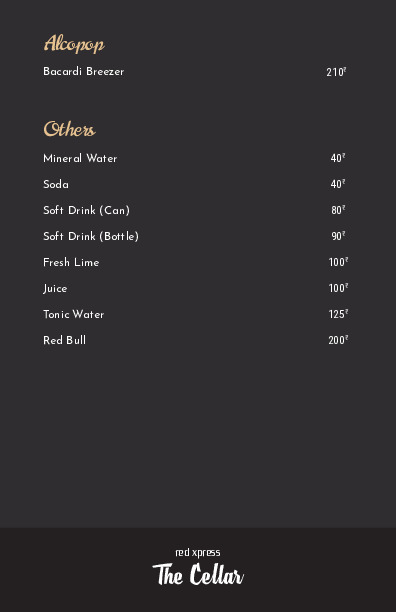 Alcopop
Bacardi Breezer 210₹
Others
Mineral Water 40₹
Soda 40₹
Soft Drink (Can) 80₹
Soft Drink (Bottle) 90₹
Fresh Lime 100₹
Juice 100₹
Tonic Water 125₹
Red Bull 200₹
red xpress
The Cellar